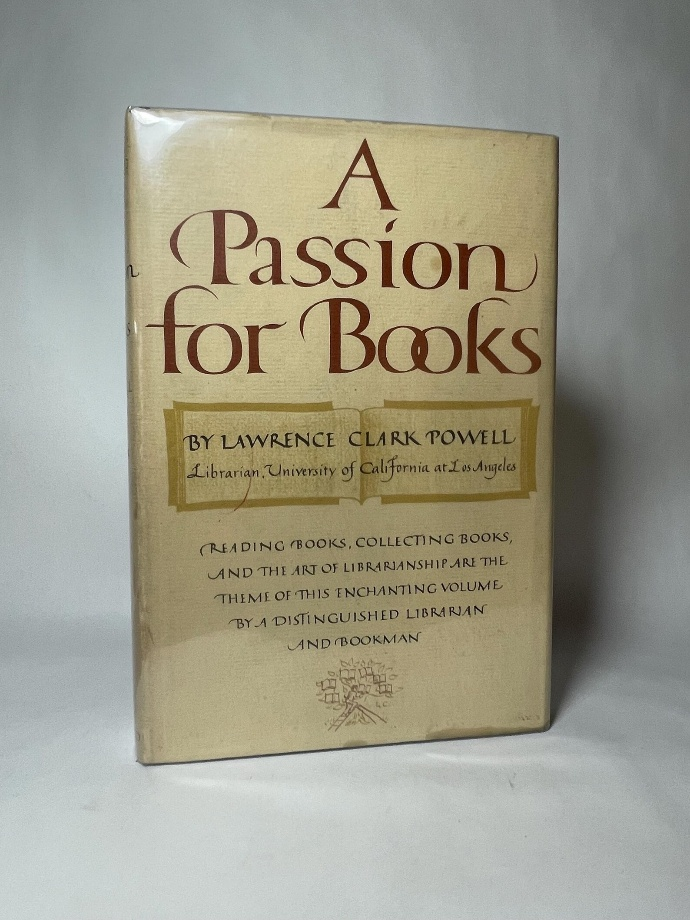 A
Passion
for Books
BY LAWRENCE CLARK POWELL
Librarian, University of California at Los Angeles
READING BOOKS, COLLECTING BOOKS,
AND THE ART OF LIBRARIANSHIP ARE THE
THEME OF THIS ENCHANTING VOLUME
BY A DISTINGUISHED LIBRARIAN
AND BOOKMAN